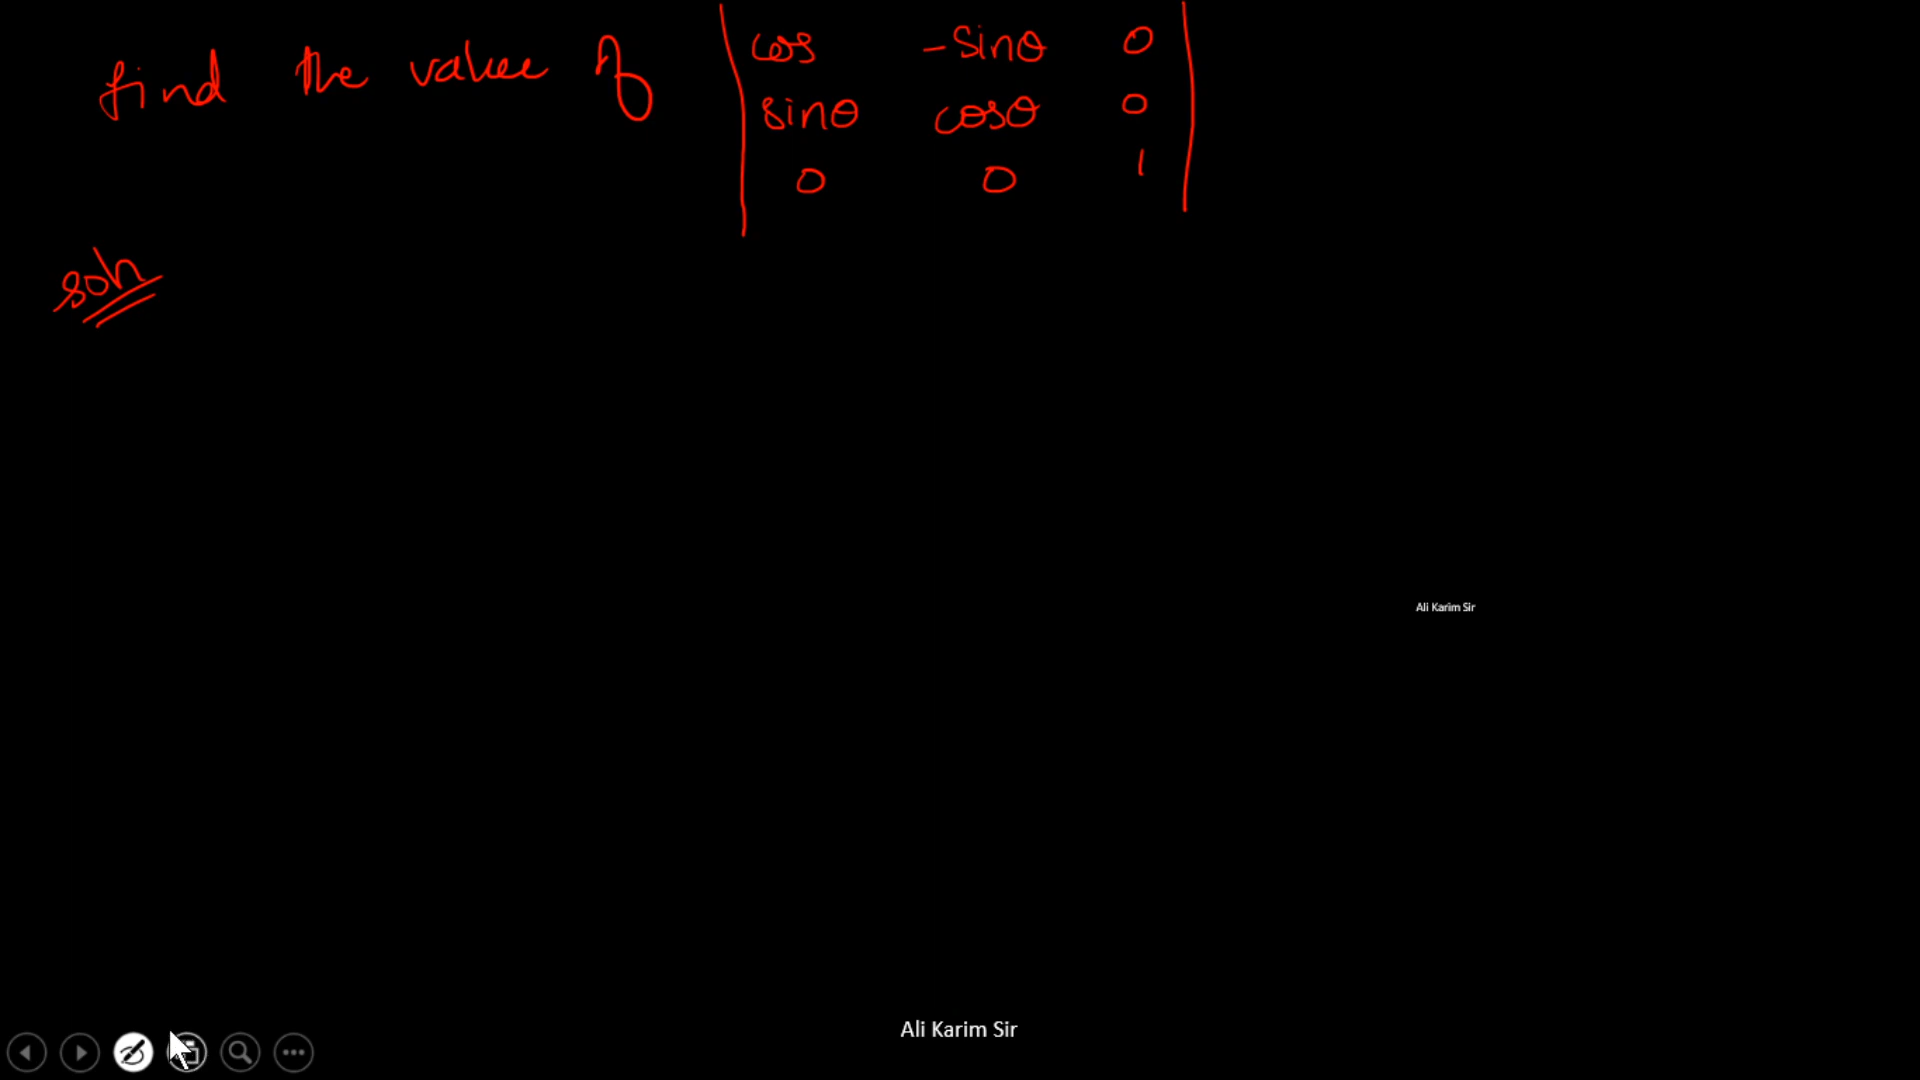 find the value of | cos -sinθ 0 |
| sinθ cosθ 0 |
| 0 0 1 |
soln
Ali Karim Sir
Ali Karim Sir